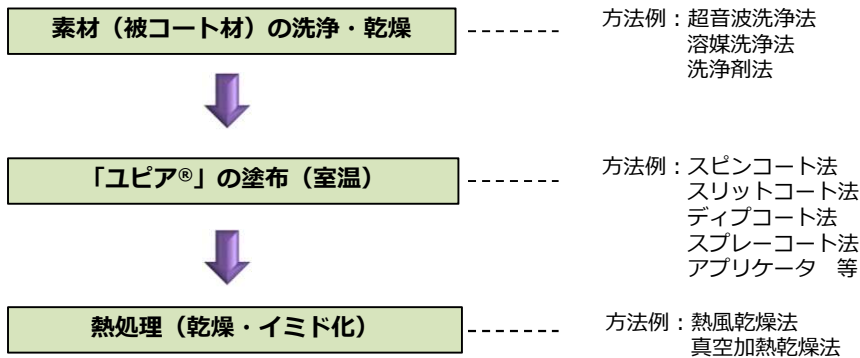 素材（被コート材）の洗浄・乾燥
方法例：超音波洗浄法
溶媒洗浄法
洗浄剤法
「ユピア®」の塗布（室温）
方法例：スピンコート法
スリットコート法
ディプコート法
スプレーコート法
アプリケータ　等
熱処理（乾燥・イミド化）
方法例：熱風乾燥法
真空加熱乾燥法